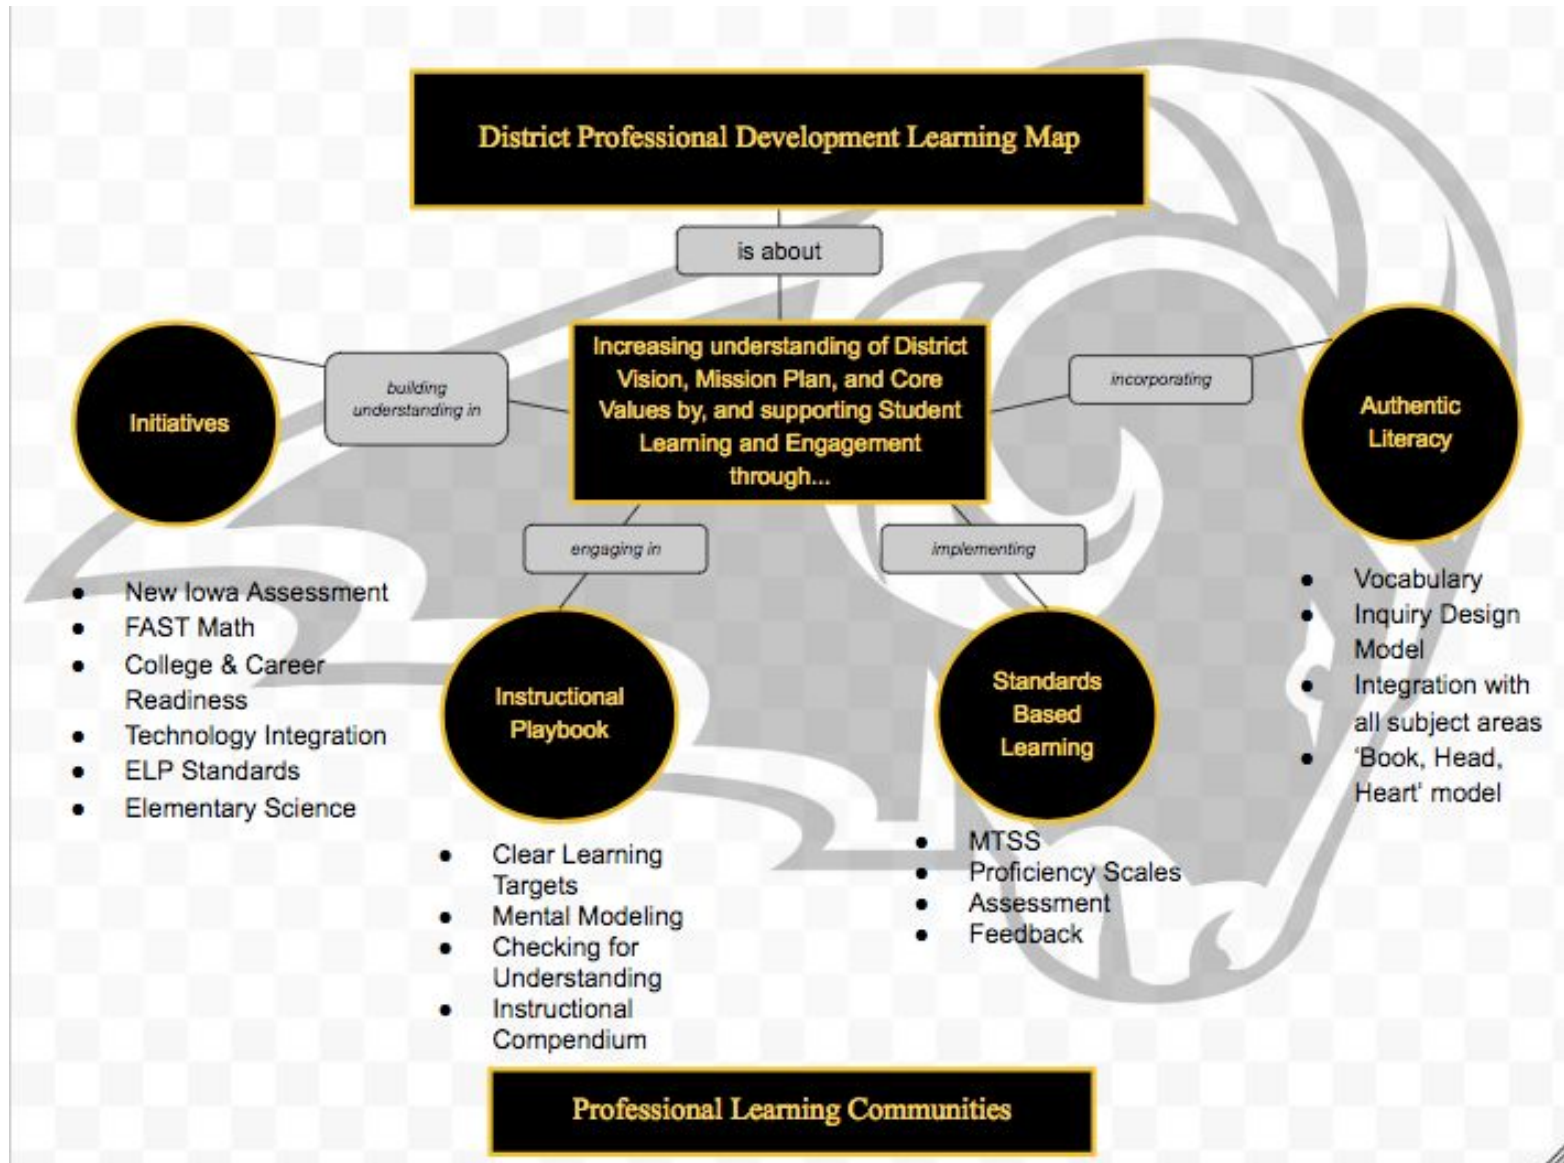 District Professional Development Learning Map
is about
Increasing understanding of District
Vision, Mission Plan, and Core
Values by, and supporting Student
Learning and Engagement
through...
building
understanding in
Initiatives
● New Iowa Assessment
● FAST Math
● College & Career
Readiness
● Technology Integration
● ELP Standards
● Elementary Science
engaging in
Instructional
Playbook
● Clear Learning
Targets
● Mental Modeling
● Checking for
Understanding
● Instructional
Compendium
implementing
Standards
Based
Learning
● MTSS
● Proficiency Scales
● Assessment
● Feedback
incorporating
Authentic
Literacy
● Vocabulary
● Inquiry Design
Model
● Integration with
all subject areas
● 'Book, Head,
Heart' model
Professional Learning Communities